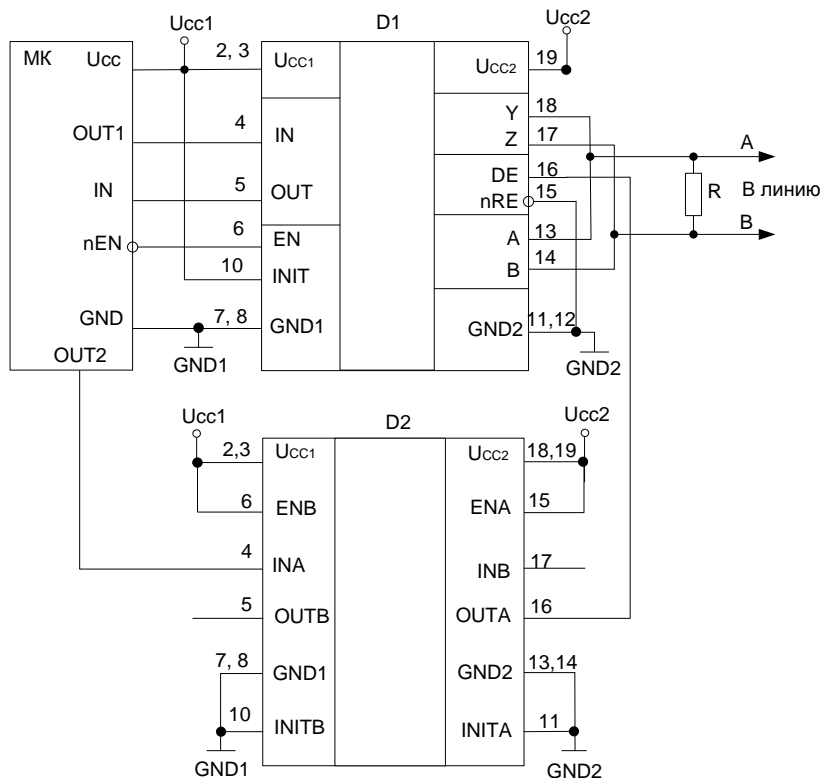 Ucc1
D1
Ucc2
МК
Ucc
2, 3
UCC1
UCC2
19
OUT1
4
IN
Y
18
Z
17
A
IN
5
OUT
DE
16
nRE
15
R
В линию
nEN
6
EN
A
13
B
10
INIT
B
14
GND
7, 8
GND1
GND2
11,12
OUT2
GND1
GND2
Ucc1
D2
Ucc2
2,3
UCC1
UCC2
18,19
6
ENB
ENA
15
4
INA
INB
17
5
OUTB
OUTA
16
7, 8
GND1
GND2
13,14
10
INITB
INITA
11
GND1
GND2